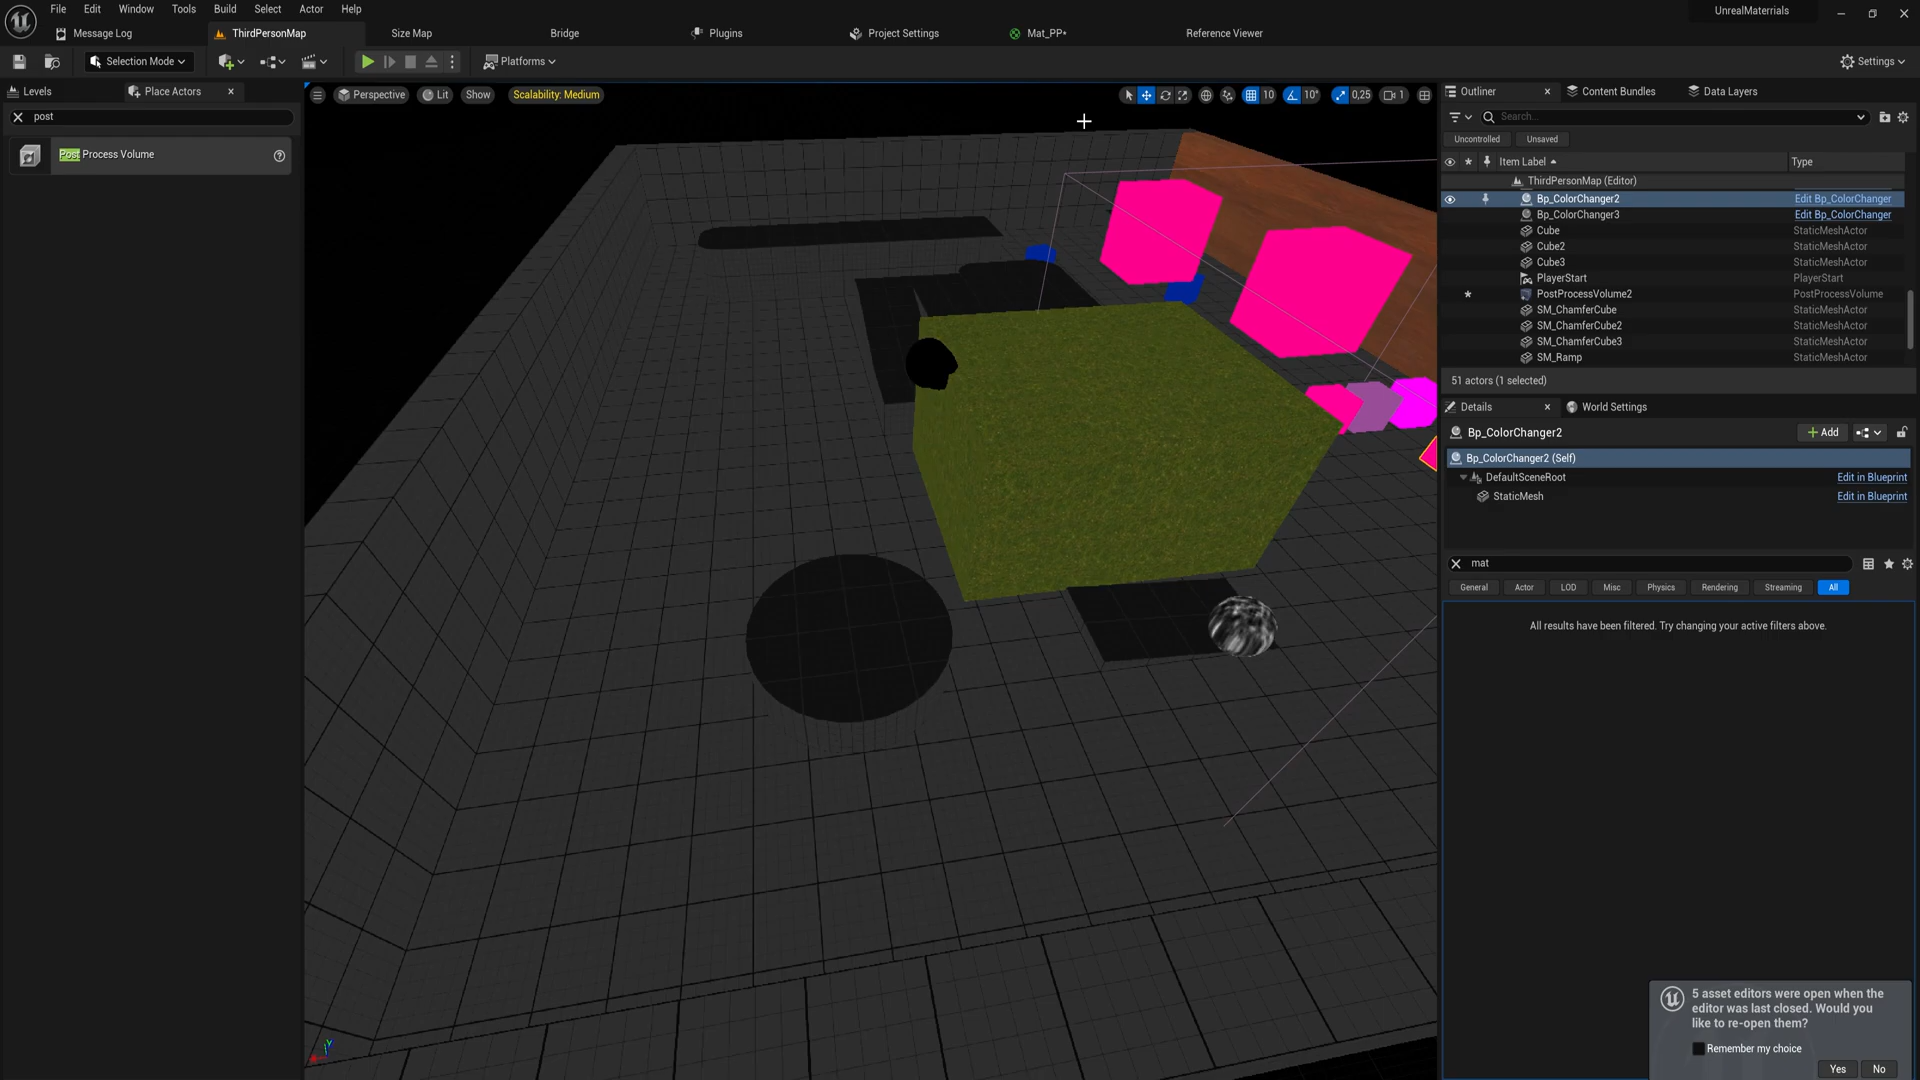 File Edit Window Tools Build Select Actor Help
UnrealMaterials
Message Log ThirdPersonMap Size Map Bridge Plugins Project Settings Mat_PP* Reference Viewer
Selection Mode Platforms Settings
Levels Place Actors
post
Post Process Volume
Perspective Lit Show Scalability: Medium 10 10° 0,25 1
Outliner Content Bundles Data Layers
Search...
Uncontrolled Unsaved
Item Label Type
ThirdPersonMap (Editor)
Bp_ColorChanger2 Edit Bp_ColorChanger
Bp_ColorChanger3 Edit Bp_ColorChanger
Cube StaticMeshActor
Cube2 StaticMeshActor
Cube3 StaticMeshActor
PlayerStart PlayerStart
PostProcessVolume2 PostProcessVolume
SM_ChamferCube StaticMeshActor
SM_ChamferCube2 StaticMeshActor
SM_ChamferCube3 StaticMeshActor
SM_Ramp StaticMeshActor
51 actors (1 selected)
Details World Settings
Bp_ColorChanger2 Add
Bp_ColorChanger2 (Self)
DefaultSceneRoot Edit in Blueprint
StaticMesh Edit in Blueprint
mat
General Actor LOD Misc Physics Rendering Streaming All
All results have been filtered. Try changing your active filters above.
5 asset editors were open when the
editor was last closed. Would you
like to re-open them?
Remember my choice
Yes No